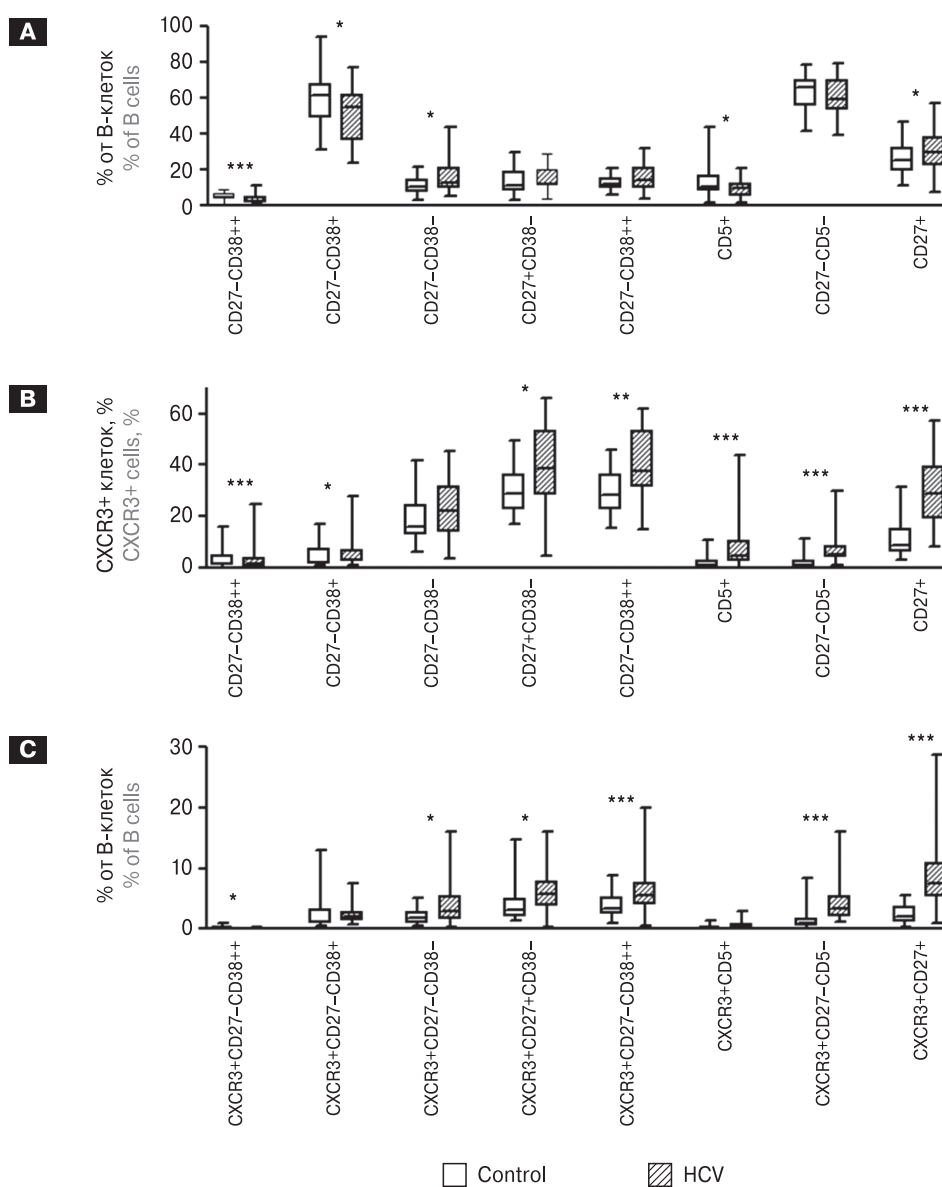 A
% от В-клеток
% of B cells
100
80
60
40
20
0
*
*
*
*
***
CD27–CD38++
CD27–CD38+
CD27–CD38–
CD27+CD38–
CD27–CD38++
CD5+
CD27–CD5–
CD27+
B
CXCR3+ клеток, %
CXCR3+ cells, %
60
40
20
0
*
**
***
***
***
***
*
CD27–CD38++
CD27–CD38+
CD27–CD38–
CD27+CD38–
CD27–CD38++
CD5+
CD27–CD5–
CD27+
C
% от В-клеток
% of B cells
30
20
10
0
***
***
*
*
***
*
CXCR3+CD27–CD38++
CXCR3+CD27–CD38+
CXCR3+CD27–CD38–
CXCR3+CD27+CD38–
CXCR3+CD27–CD38++
CXCR3+CD5+
CXCR3+CD27–CD5–
CXCR3+CD27+
Control HCV